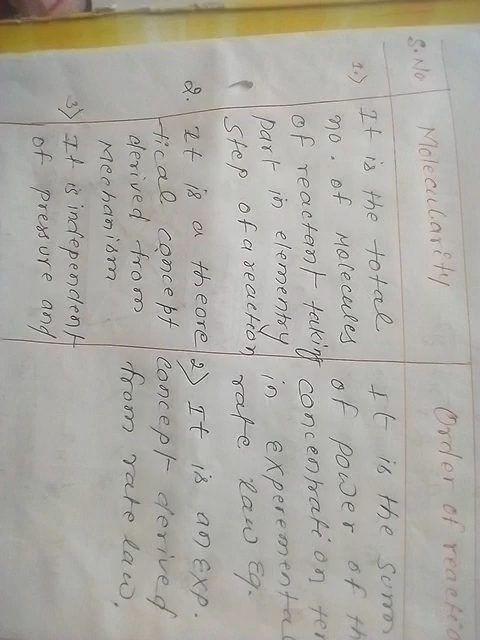 S.No Molecularity Order of reactio
1.> It is the total
no. of Molecules
of reactant taking
part in elementry
step of a reaction
It is the sum
of power of th
concentration ter
in experemental
rate law eq.
2. It is a theore
tical concept
derived from
Mechanism
2> It is an exp.
concept derived
from rate law.
3> It is independent
of pressure and